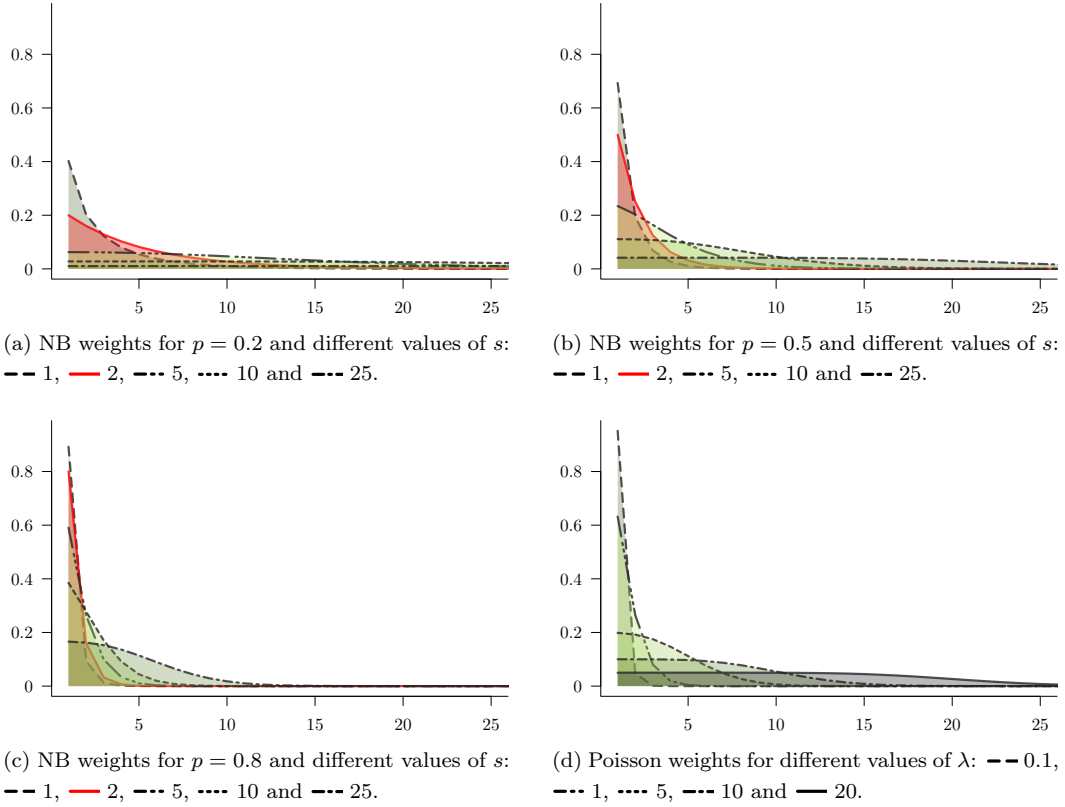 0.8
0.6
0.4
0.2
0
5 10 15 20 25
(a) NB weights for p = 0.2 and different values of s:
1, 2, 5, 10 and 25.
0.8
0.6
0.4
0.2
0
5 10 15 20 25
(b) NB weights for p = 0.5 and different values of s:
1, 2, 5, 10 and 25.
0.8
0.6
0.4
0.2
0
5 10 15 20 25
(c) NB weights for p = 0.8 and different values of s:
1, 2, 5, 10 and 25.
0.8
0.6
0.4
0.2
0
5 10 15 20 25
(d) Poisson weights for different values of λ: 0.1,
1, 5, 10 and 20.